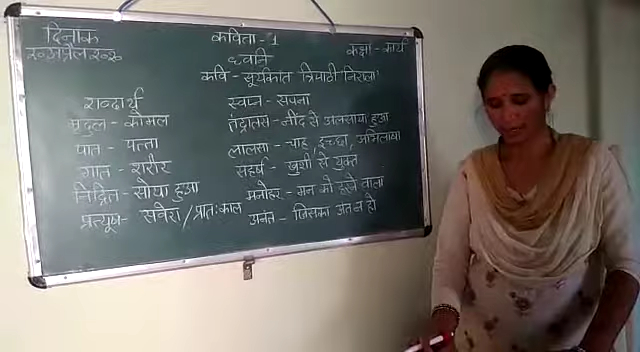 दिनांक
कविता - 1
कक्षा -
ध्वनि
कवि - सूर्यकांत त्रिपाठी 'निराला'
शब्दार्थ
मृदुल - कोमल
पात - पत्ता
गात - शरीर
निद्रित - सोया हुआ
प्रत्यूष - सवेरा / प्रातःकाल
स्वप्न - सपना
तंद्रालस - नींद से अलसाया हुआ
लालसा - चाह, इच्छा, अभिलाषा
सहर्ष - खुशी से युक्त
मनोहर - मन को हरने वाला
अनंत - जिसका अंत न हो